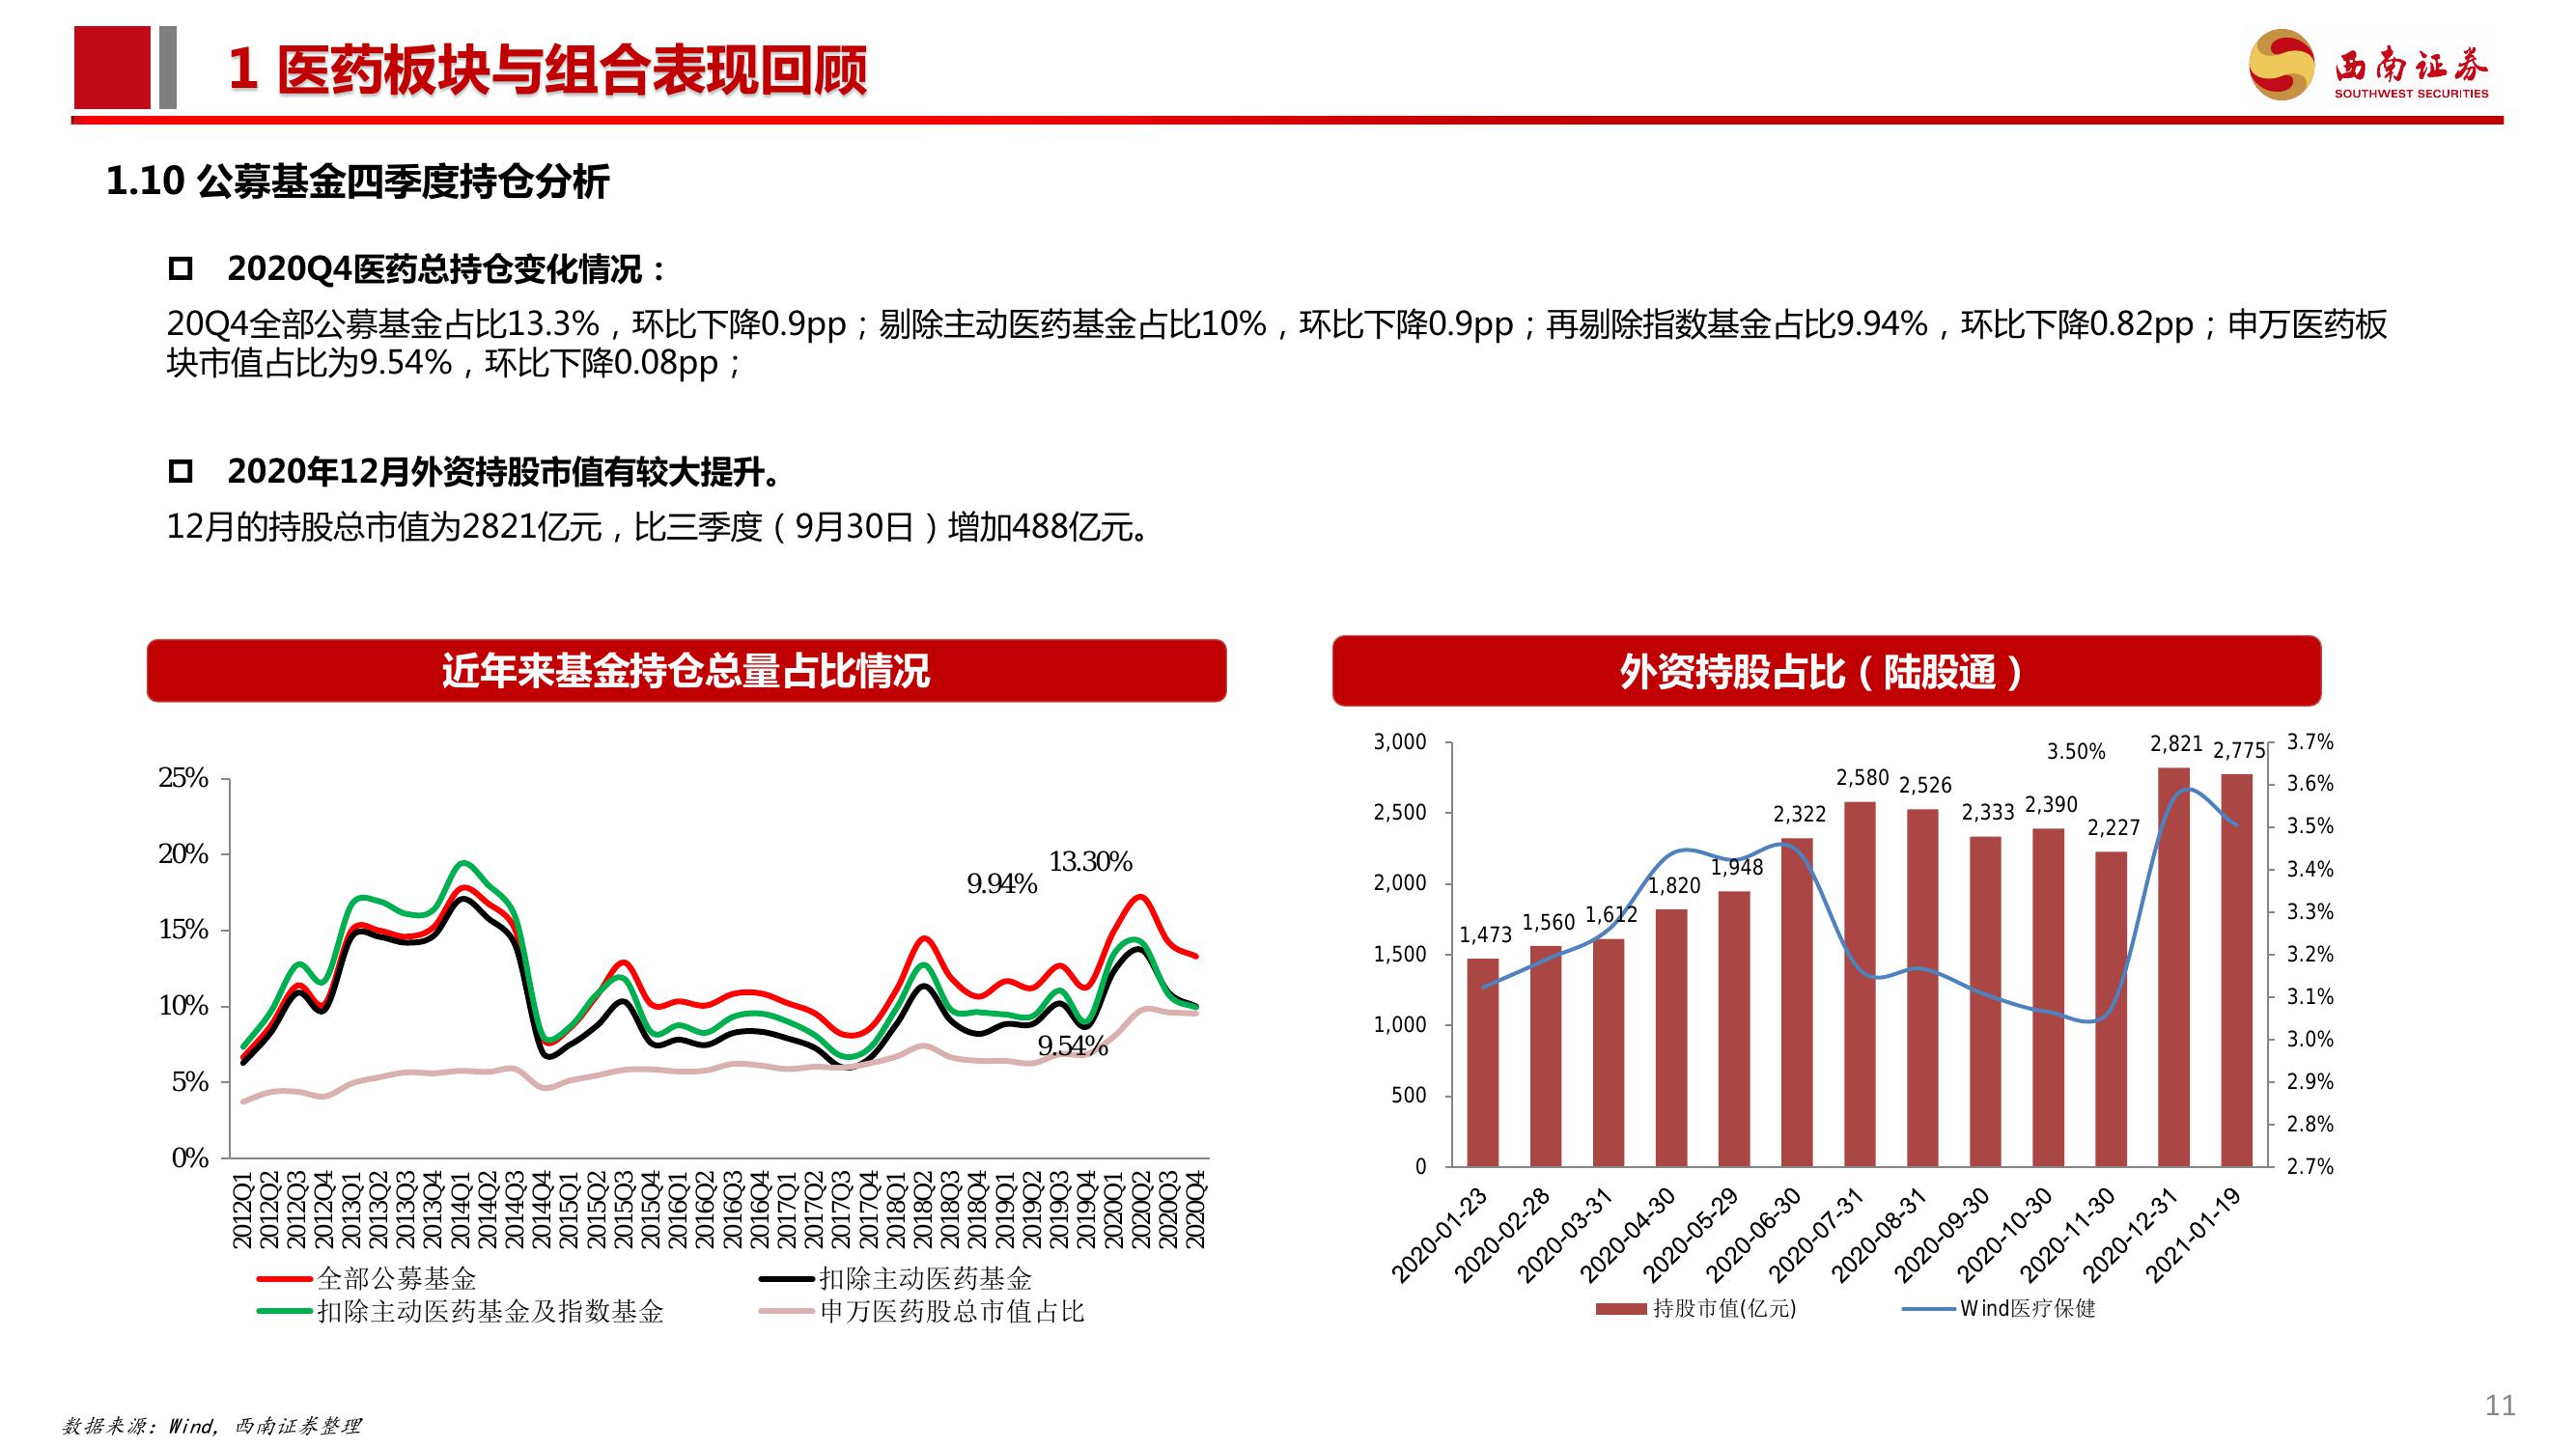 1 医药板块与组合表现回顾
西南证券
SOUTHWEST SECURITIES
1.10 公募基金四季度持仓分析
2020Q4医药总持仓变化情况：
20Q4全部公募基金占比13.3%，环比下降0.9pp；剔除主动医药基金占比10%，环比下降0.9pp；再剔除指数基金占比9.94%，环比下降0.82pp；申万医药板
块市值占比为9.54%，环比下降0.08pp；
2020年12月外资持股市值有较大提升。
12月的持股总市值为2821亿元，比三季度（9月30日）增加488亿元。
近年来基金持仓总量占比情况
25%
20%
15%
10%
5%
0%
13.30%
9.94%
9.54%
2012Q1
2012Q2
2012Q3
2012Q4
2013Q1
2013Q2
2013Q3
2013Q4
2014Q1
2014Q2
2014Q3
2014Q4
2015Q1
2015Q2
2015Q3
2015Q4
2016Q1
2016Q2
2016Q3
2016Q4
2017Q1
2017Q2
2017Q3
2017Q4
2018Q1
2018Q2
2018Q3
2018Q4
2019Q1
2019Q2
2019Q3
2019Q4
2020Q1
2020Q2
2020Q3
2020Q4
全部公募基金
扣除主动医药基金
扣除主动医药基金及指数基金
申万医药股总市值占比
外资持股占比（陆股通）
3,000
2,500
2,000
1,500
1,000
500
0
1,473
1,560
1,612
1,820
1,948
2,322
2,580
2,526
2,333
2,390
2,227
2,821
2,775
3.50%
3.7%
3.6%
3.5%
3.4%
3.3%
3.2%
3.1%
3.0%
2.9%
2.8%
2.7%
2020-01-23
2020-02-28
2020-03-31
2020-04-30
2020-05-29
2020-06-30
2020-07-31
2020-08-31
2020-09-30
2020-10-30
2020-11-30
2020-12-31
2021-01-19
持股市值(亿元)
Wind医疗保健
数据来源：Wind，西南证券整理
11